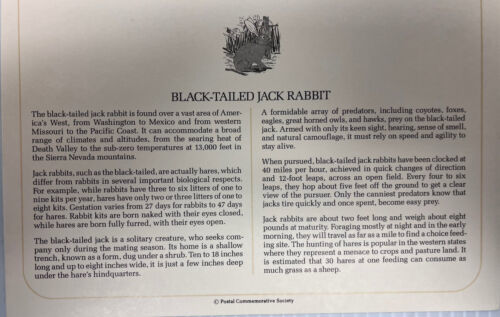 BLACK-TAILED JACK RABBIT
The black-tailed jack rabbit is found over a vast area of Amer-
ica's West, from Washington to Mexico and from western
Missouri to the Pacific Coast. It can accommodate a broad
range of climates and altitudes, from the searing heat of
Death Valley to the sub-zero temperatures at 13,000 feet in
the Sierra Nevada mountains.
Jack rabbits, such as the black-tailed, are actually hares, which
differ from rabbits in several important biological respects.
For example, while rabbits have three to six litters of one to
nine kits per year, hares have only two or three litters of one to
eight kits. Gestation varies from 27 days for rabbits to 47 days
for hares. Rabbit kits are born naked with their eyes closed,
while hares are born fully furred, with their eyes open.
The black-tailed jack is a solitary creature, who seeks com-
pany only during the mating season. Its home is a shallow
trench, known as a form, dug under a shrub. Ten to 18 inches
long and up to eight inches wide, it is just a few inches deep
under the hare's hindquarters.
A formidable array of predators, including coyotes, foxes,
eagles, great horned owls, and hawks, prey on the black-tailed
jack. Armed with only its keen sight, hearing, sense of smell,
and natural camouflage, it must rely on speed and agility to
stay alive.
When pursued, black-tailed jack rabbits have been clocked at
40 miles per hour, achieved in quick changes of direction
and 12-foot leaps, across an open field. Every four to six
leaps, they hop about five feet off the ground to get a clear
view of the pursuer. Only the canniest predators know that
jacks tire quickly and once spent, become easy prey.
Jack rabbits are about two feet long and weigh about eight
pounds at maturity. Foraging mostly at night and in the early
morning, they will travel as far as a mile to find a choice feed-
ing site. The hunting of hares is popular in the western states
where they represent a menace to crops and pasture land. It
is estimated that 30 hares at one feeding can consume as
much grass as a sheep.
© Postal Commemorative Society